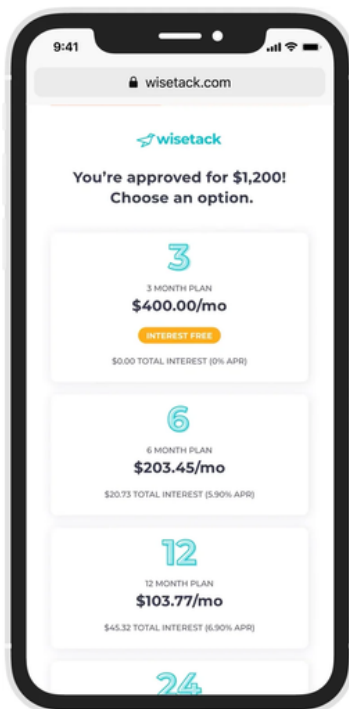 9:41
wisetack.com
wisetack
You're approved for $1,200!
Choose an option.
3
3 MONTH PLAN
$400.00/mo
INTEREST FREE
$0.00 TOTAL INTEREST (0% APR)
6
6 MONTH PLAN
$203.45/mo
$20.73 TOTAL INTEREST (5.90% APR)
12
12 MONTH PLAN
$103.77/mo
$45.32 TOTAL INTEREST (6.90% APR)
24